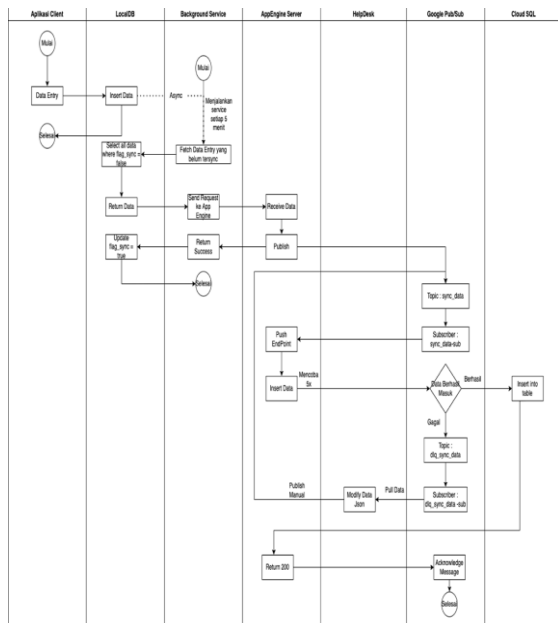 Aplikasi Client
LocalDB
Background Service
AppEngine Server
HelpDesk
Google Pub/Sub
Cloud SQL
Mulai
Mulai
Data Entry
Insert Data
Async
Menjalankan
service
setiap 5
menit
Selesai
Select all data
where flag_sync =
false
Fetch Data Entry yang
belum tersync
Return Data
Send Request
ke App
Engine
Receive Data
Update
flag_sync =
true
Return
Success
Publish
Selesai
Topic : sync_data
Push
EndPoint
Subscriber :
sync_data-sub
Insert Data
Mencoba
5x
Data Berhasil
Masuk
Berhasil
Insert into
table
Gagal
Topic :
dlq_sync_data
Publish
Manual
Modify Data
Json
Pull Data
Subscriber :
dlq_sync_data -sub
Return 200
Acknowledge
Message
Selesai